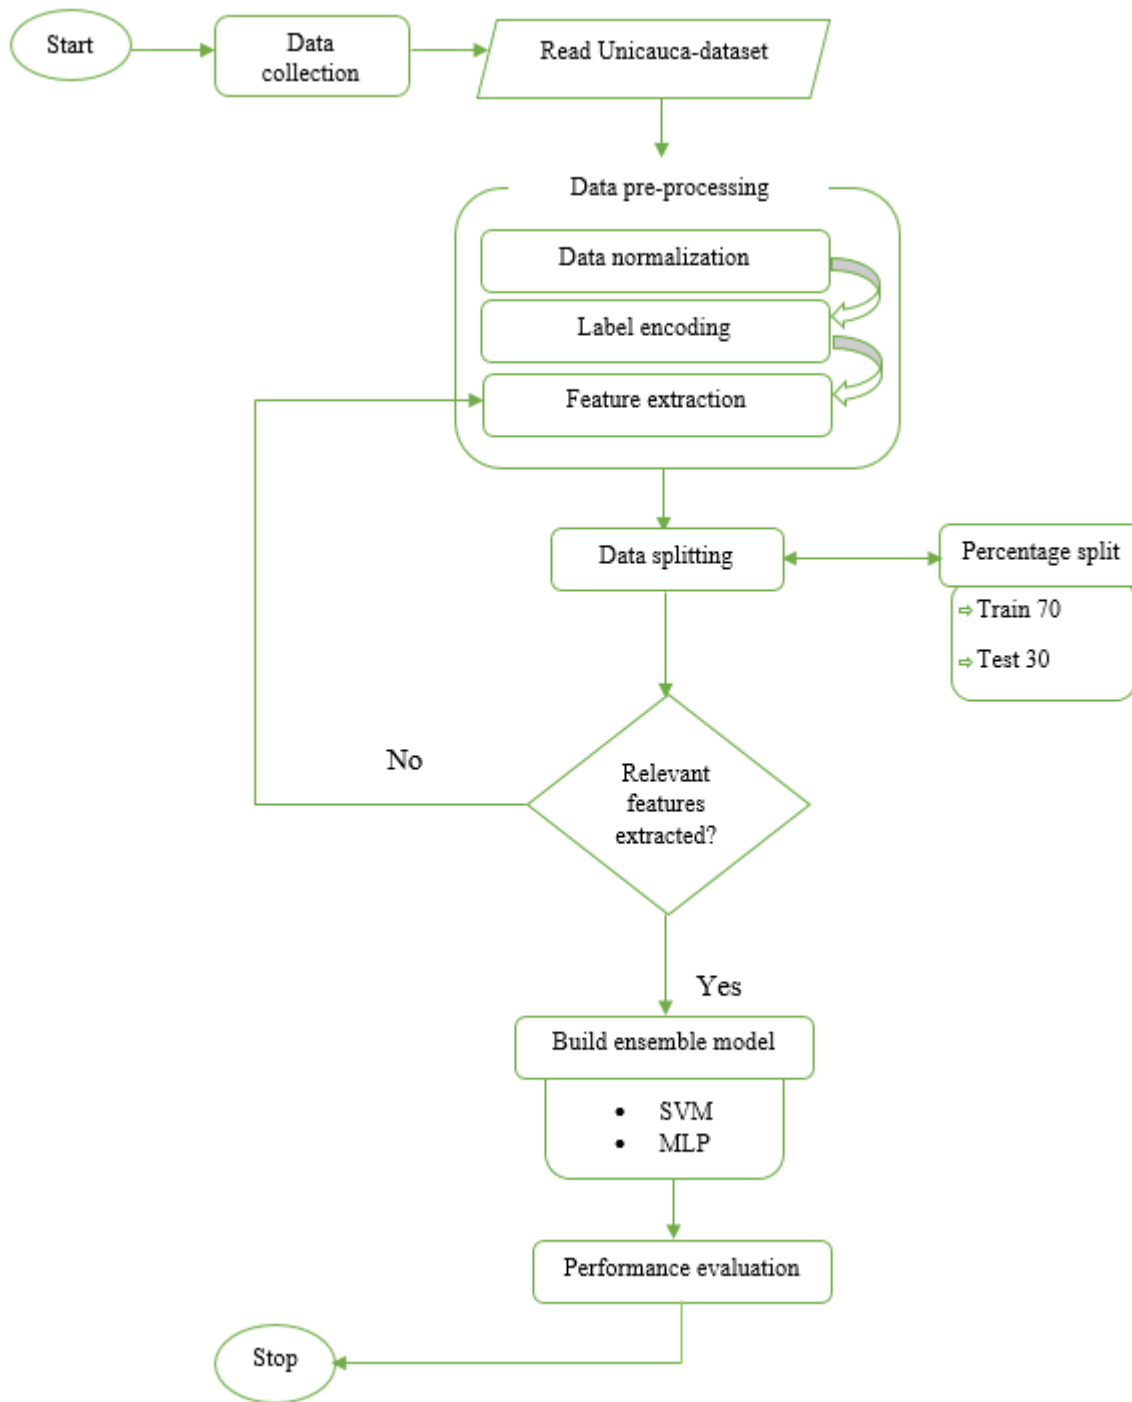 Start
Data
collection
Read Unicauca-dataset
Data pre-processing
Data normalization
Label encoding
Feature extraction
Data splitting
Percentage split
Train 70
Test 30
No
Relevant
features
extracted?
Yes
Build ensemble model
• SVM
• MLP
Performance evaluation
Stop